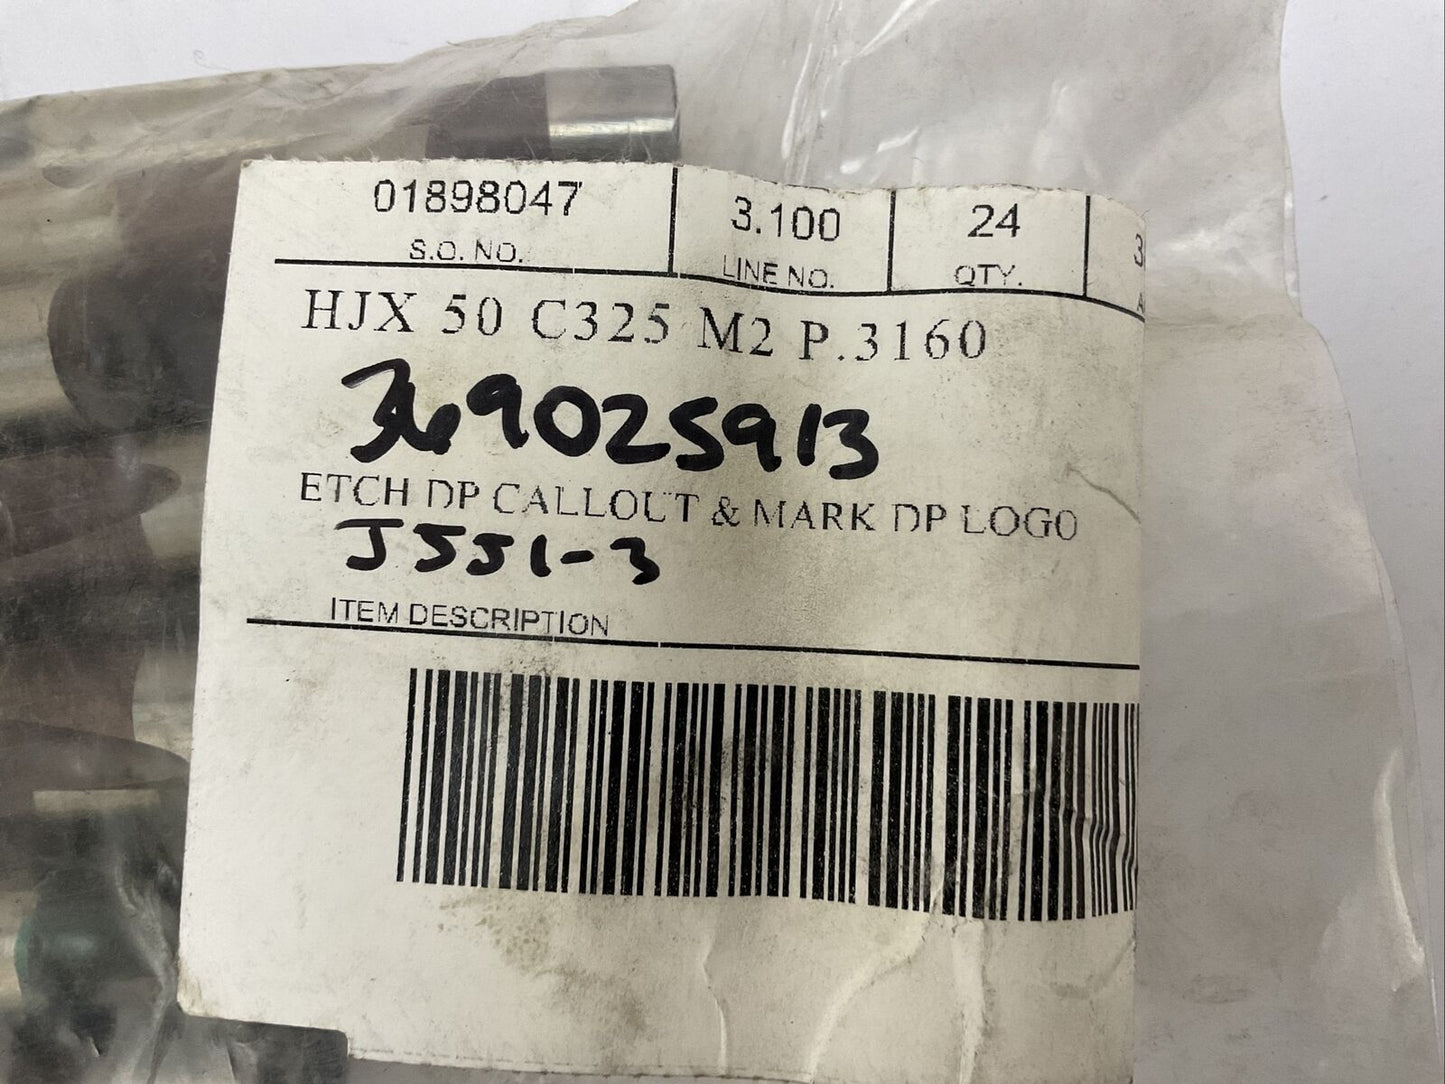 01898047 3.100 24 3
S.O. NO. LINE NO. QTY. A
HJX 50 C325 M2 P.3160
369025913
ETCH DP CALLOUT & MARK DP LOGO
J551-3
ITEM DESCRIPTION